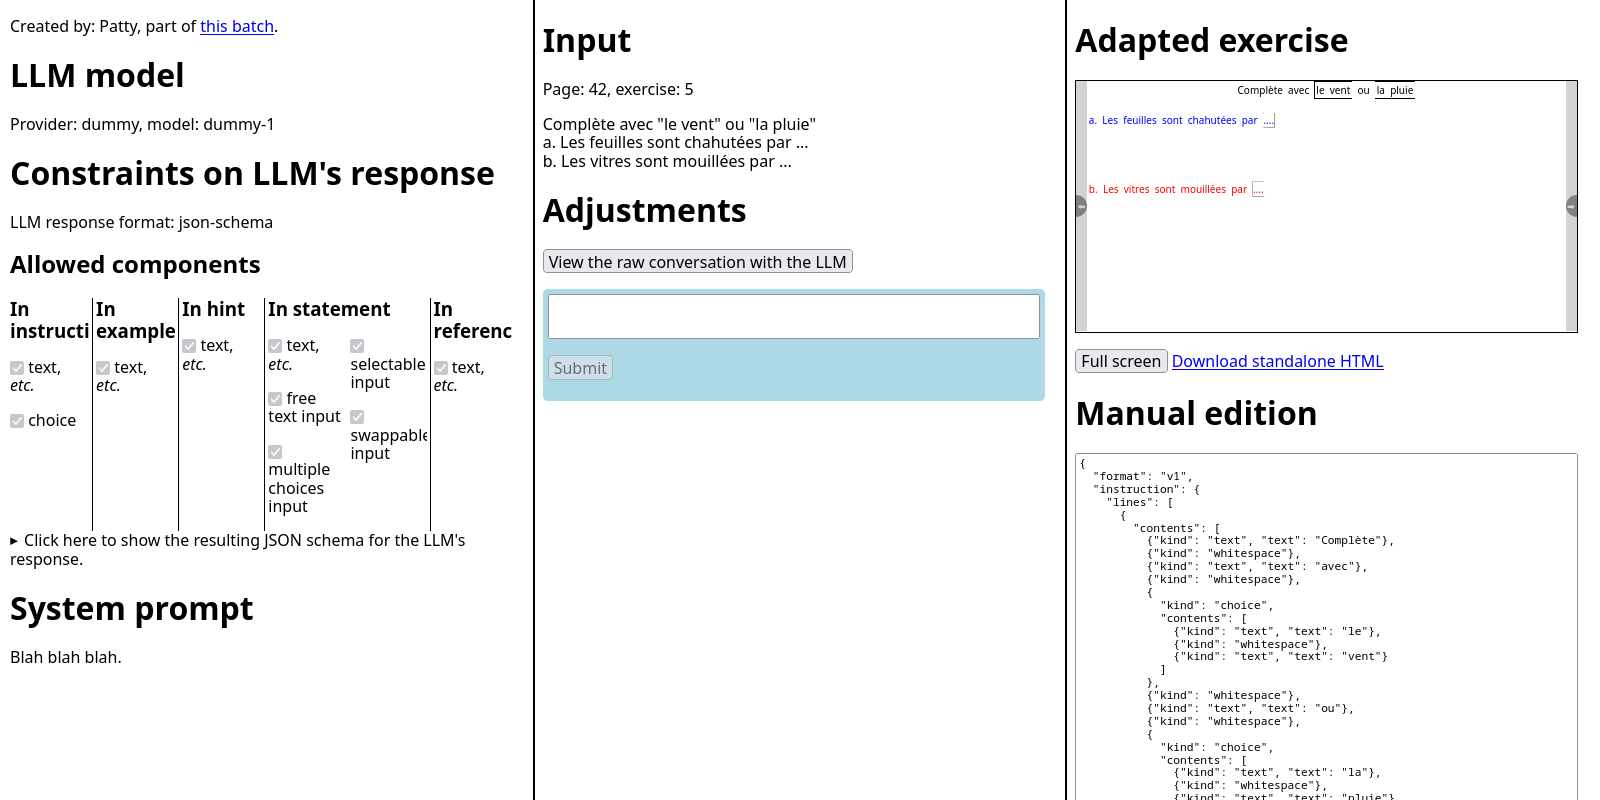 Created by: Patty, part of this batch.
LLM model
Provider: dummy, model: dummy-1
Constraints on LLM's response
LLM response format: json-schema
Allowed components
In instructi
text, etc.
choice
In example
text, etc.
In hint
text, etc.
In statement
text, etc.
free text input
multiple choices input
selectable input
swappable input
In referenc
text, etc.
Click here to show the resulting JSON schema for the LLM's
response.
System prompt
Blah blah blah.
Input
Page: 42, exercise: 5
Complète avec "le vent" ou "la pluie"
a. Les feuilles sont chahutées par ...
b. Les vitres sont mouillées par ...
Adjustments
View the raw conversation with the LLM
Submit
Adapted exercise
Complète avec le vent ou la pluie
a. Les feuilles sont chahutées par ....
b. Les vitres sont mouillées par ....
Full screen Download standalone HTML
Manual edition
{
"format": "v1",
"instruction": {
"lines": [
{
"contents": [
{"kind": "text", "text": "Complète"},
{"kind": "whitespace"},
{"kind": "text", "text": "avec"},
{"kind": "whitespace"},
{
"kind": "choice",
"contents": [
{"kind": "text", "text": "le"},
{"kind": "whitespace"},
{"kind": "text", "text": "vent"}
]
},
{"kind": "whitespace"},
{"kind": "text", "text": "ou"},
{"kind": "whitespace"},
{
"kind": "choice",
"contents": [
{"kind": "text", "text": "la"},
{"kind": "whitespace"},
{"kind": "text", "text": "pluie"}